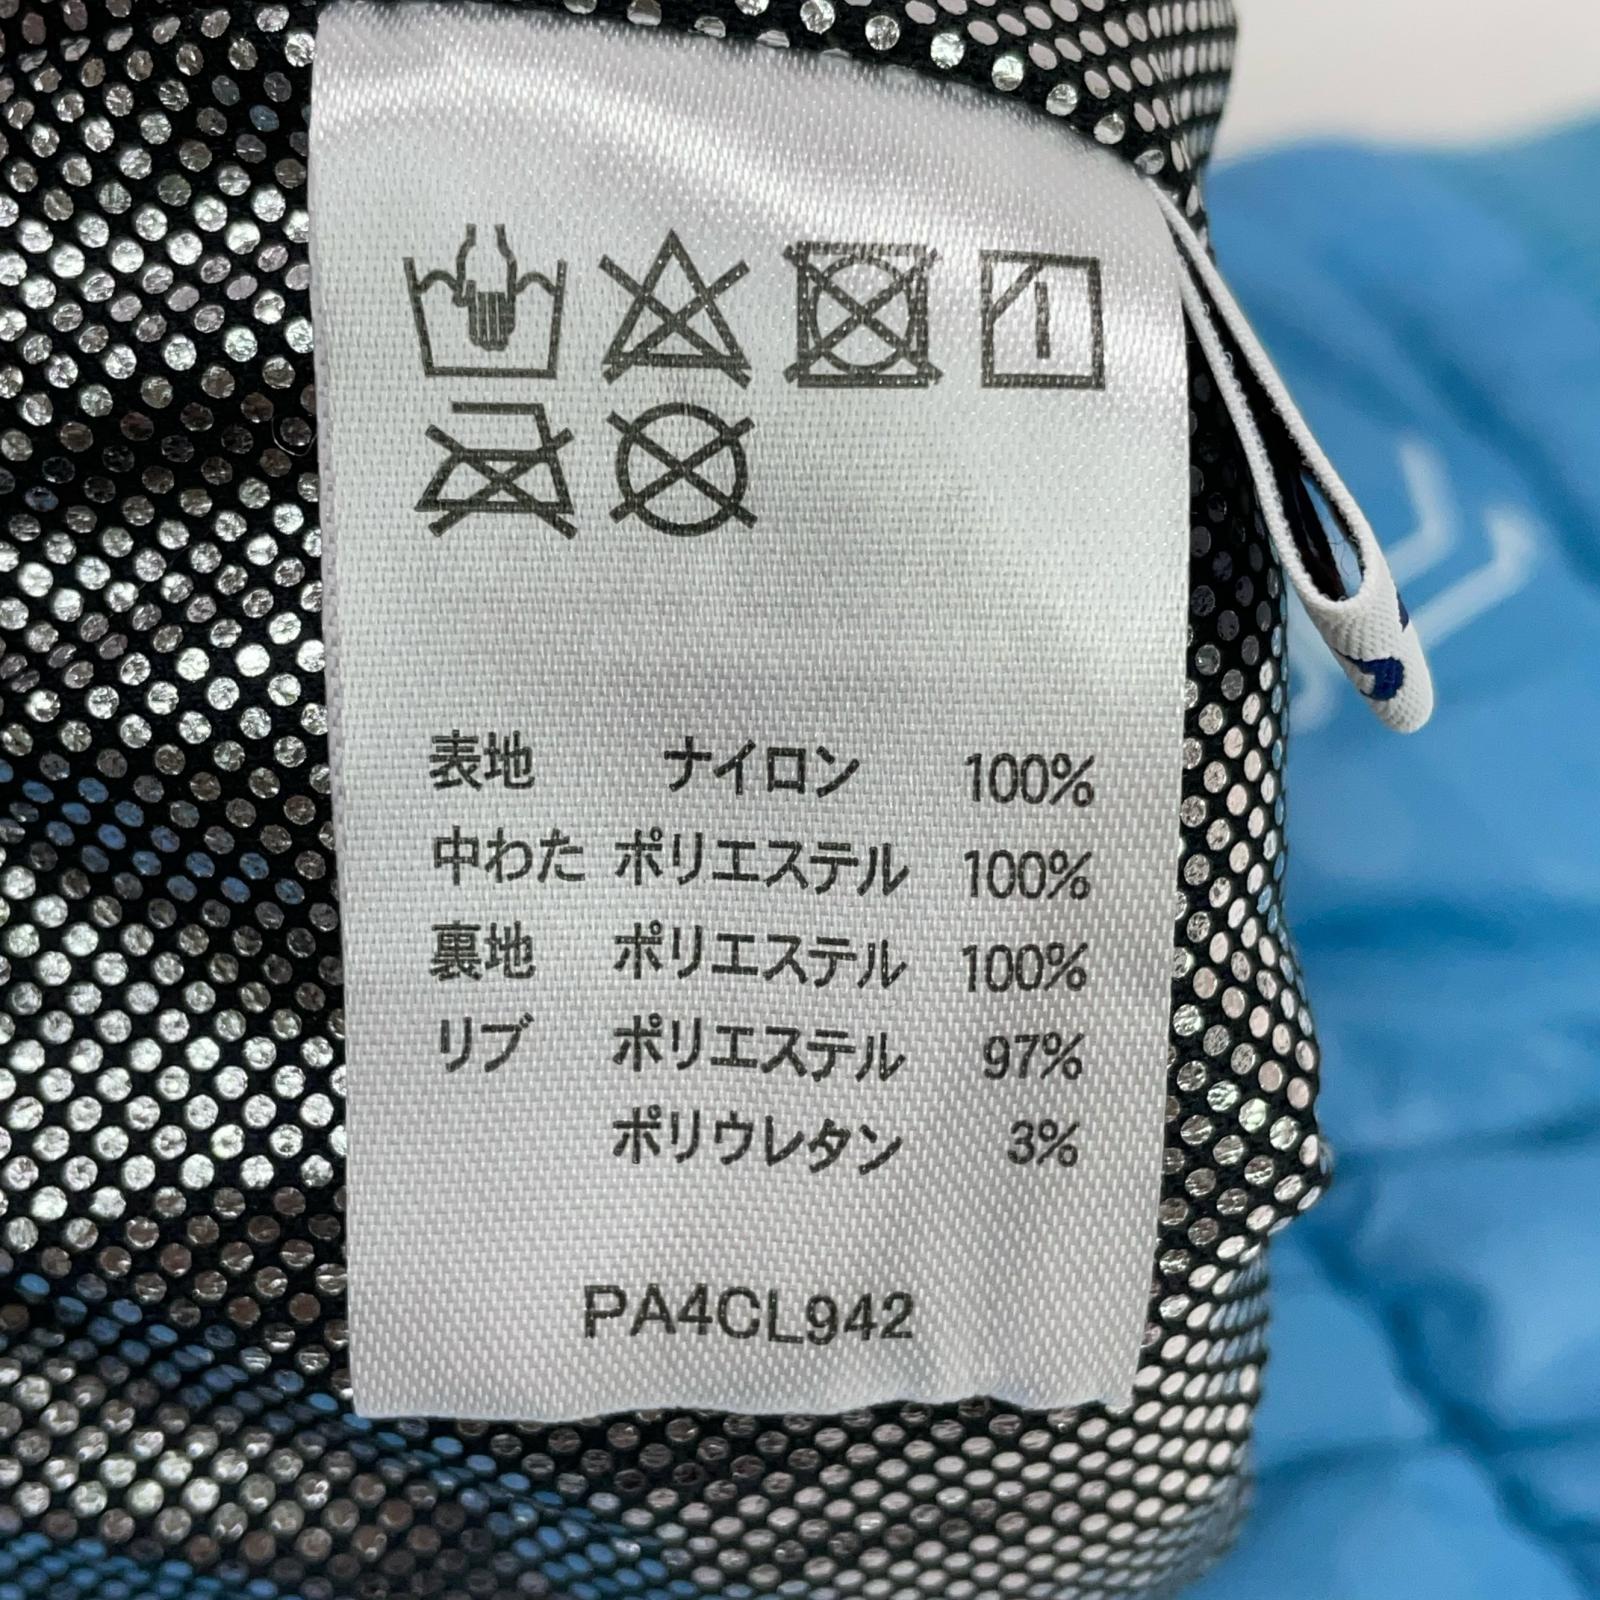 表地 ナイロン 100%
中わた ポリエステル 100%
裏地 ポリエステル 100%
リブ ポリエステル 97%
ポリウレタン 3%
PA4CL942